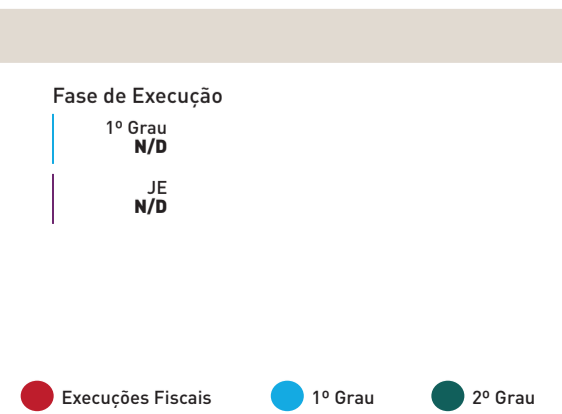 Fase de Execução
1º Grau
N/D
JE
N/D
Execuções Fiscais
1º Grau
2º Grau